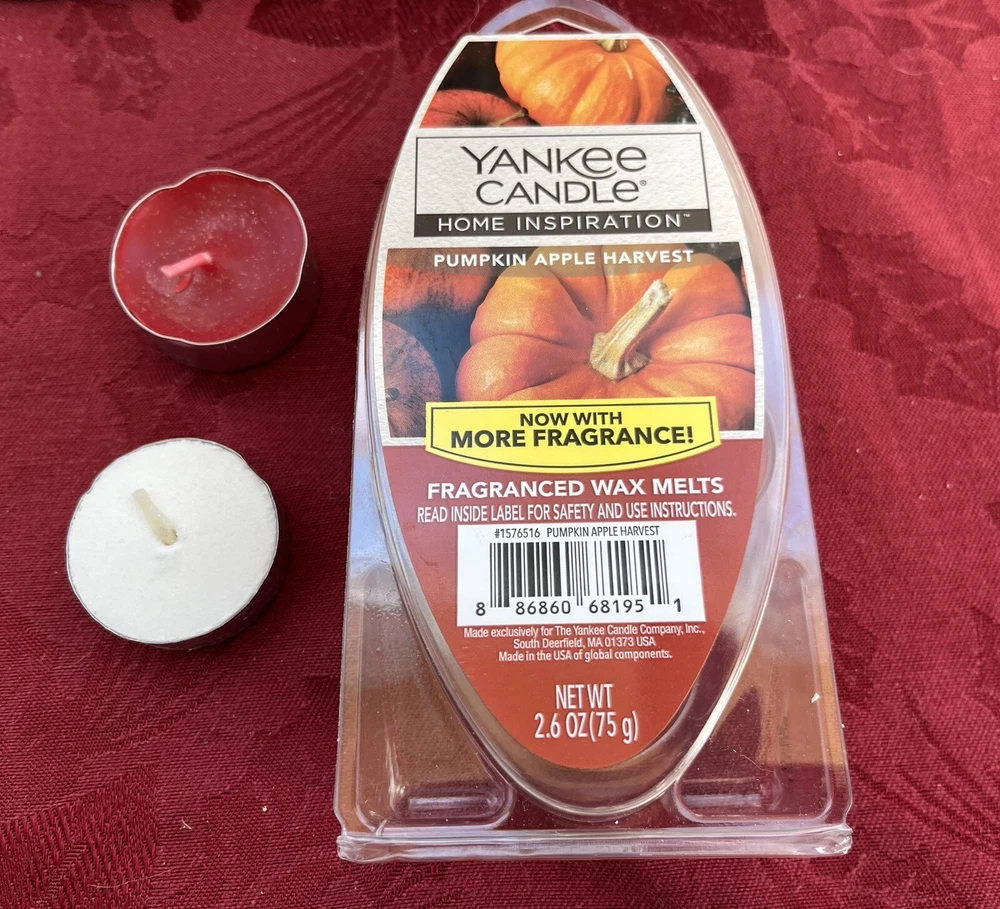 YANKee
CANDLe®
HOME INSPIRATION™
PUMPKIN APPLE HARVEST
NOW WITH
MORE FRAGRANCE!
FRAGRANCED WAX MELTS
READ INSIDE LABEL FOR SAFETY AND USE INSTRUCTIONS.
#1576516 PUMPKIN APPLE HARVEST
8 86860 68195 1
Made exclusively for The Yankee Candle Company, Inc.,
South Deerfield, MA 01373 USA
Made in the USA of global components.
NET WT
2.6 OZ (75 g)